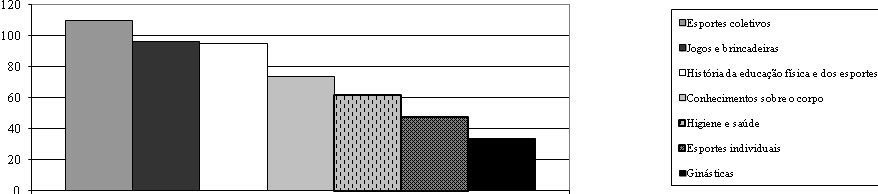 120
100
80
60
40
20
0
Esportes coletivos
Jogos e brincadeiras
História da educação física e dos esportes
Conhecimentos sobre o corpo
Higiene e saúde
Esportes individuais
Ginásticas